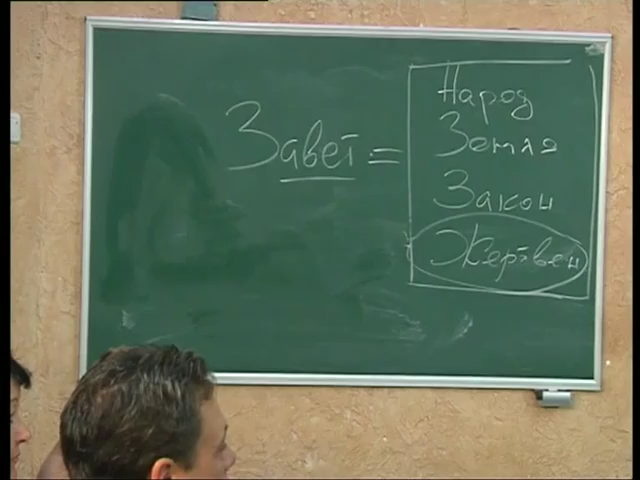 Завет =
Народ
Земля
Закон
Жертвен